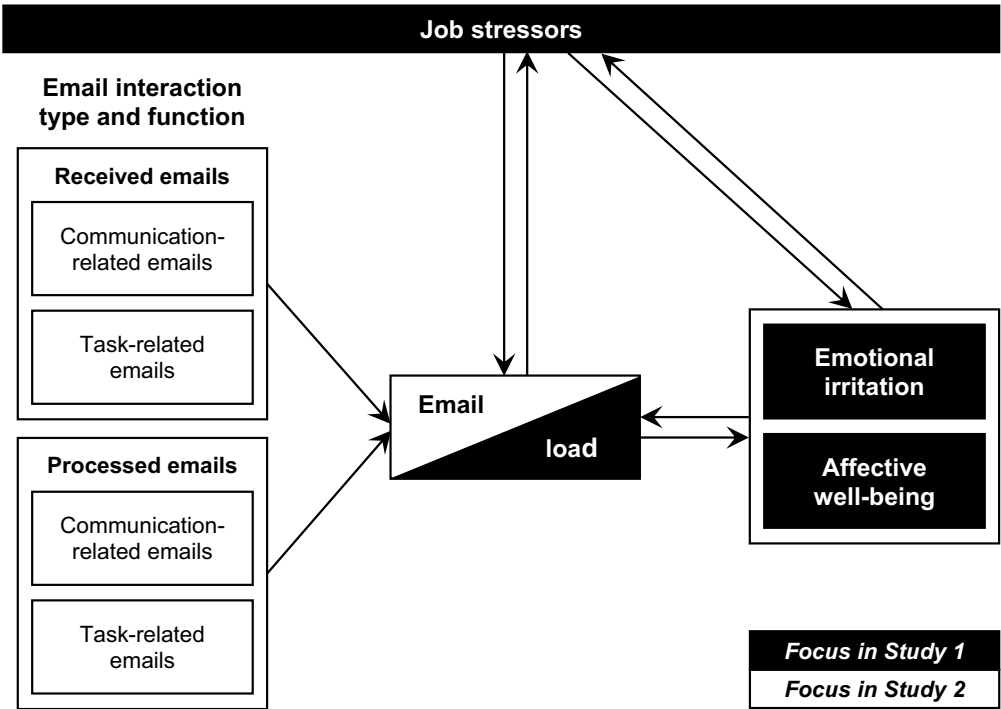 Job stressors
Email interaction
type and function
Received emails
Communication-
related emails
Task-related
emails
Processed emails
Communication-
related emails
Task-related
emails
Email
load
Emotional
irritation
Affective
well-being
Focus in Study 1
Focus in Study 2